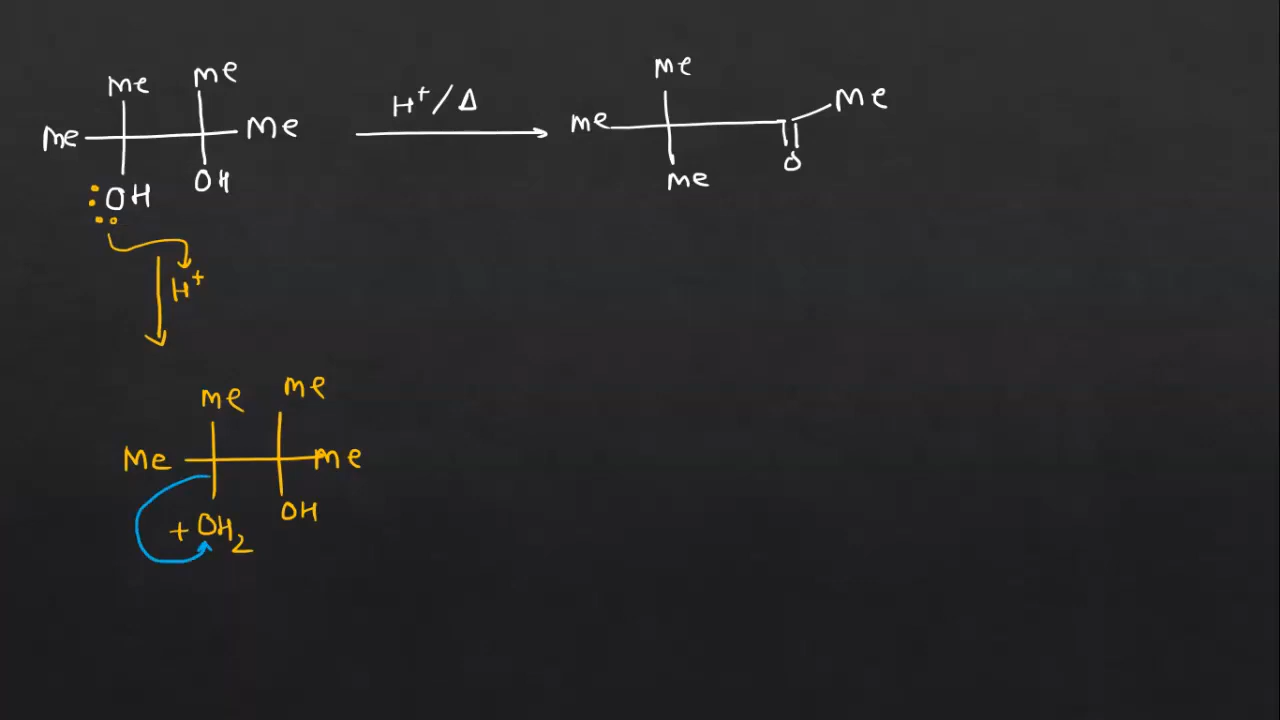 Me Me H⁺/Δ Me
Me Me Me Me
:OH OH Me O
H⁺
Me Me
Me Me
+OH₂ OH